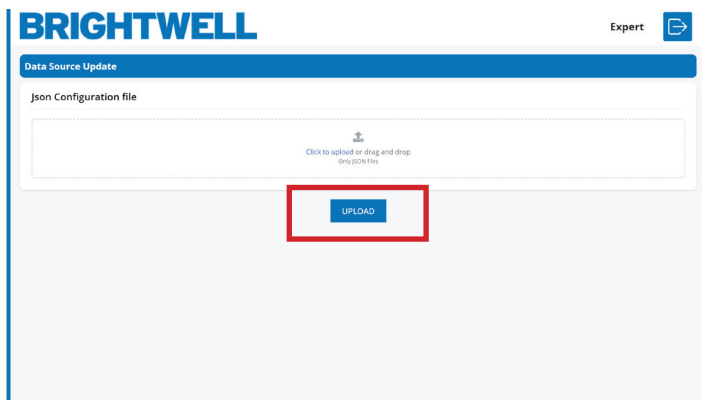 BRIGHTWELL
Expert
Data Source Update
Json Configuration file
Click to upload or drag and drop
Only JSON files
UPLOAD